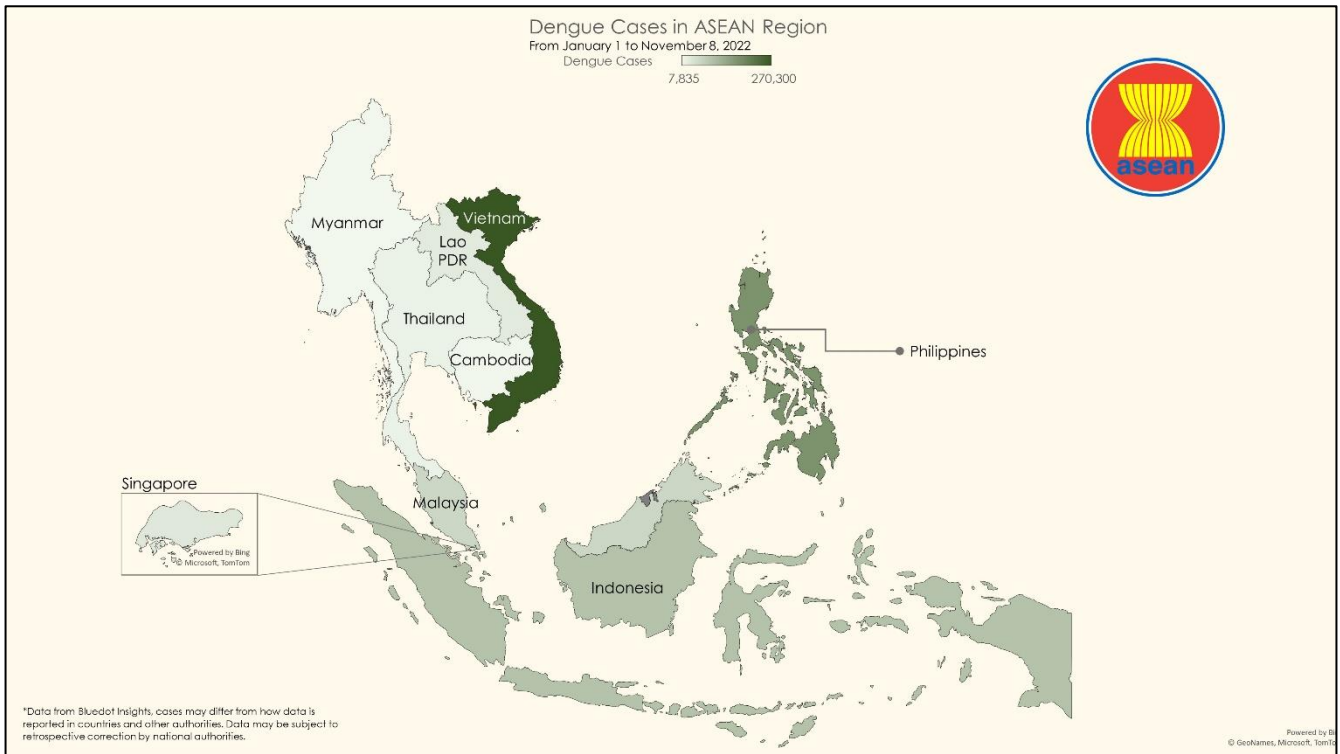 Dengue Cases in ASEAN Region
From January 1 to November 8, 2022
Dengue Cases
7,835 270,300
asean
Myanmar
Vietnam
Lao
PDR
Thailand
Cambodia
Philippines
Singapore
Powered by Bing
© Microsoft, TomTom
Malaysia
Indonesia
*Data from Bluedot Insights, cases may differ from how data is
reported in countries and other authorities. Data may be subject to
retrospective correction by national authorities.
Powered by
© GeoNames, Microsoft,